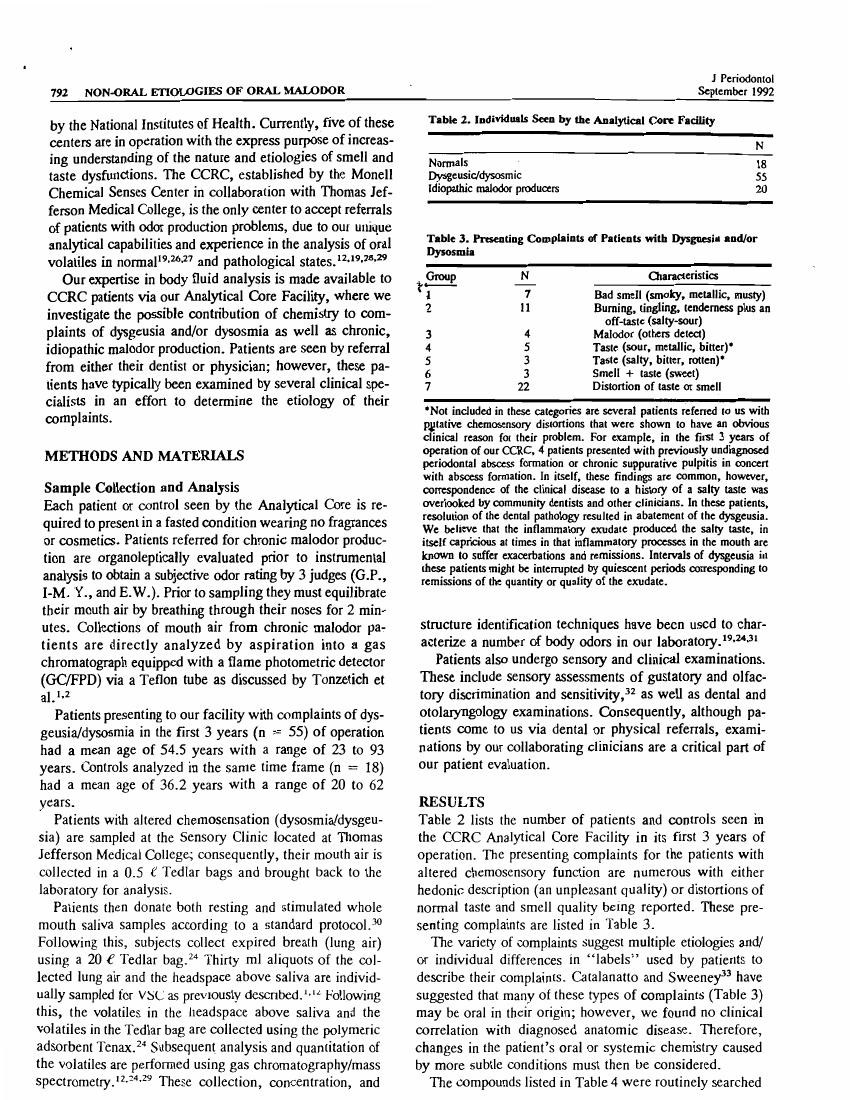 792 NON-ORAL ETIOLOGIES OF ORAL MALODOR
J Periodontol
September 1992
by the National Institutes of Health. Currently, five of these
centers are in operation with the express purpose of increas-
ing understanding of the nature and etiologies of smell and
taste dysfunctions. The CCRC, established by the Monell
Chemical Senses Center in collaboration with Thomas Jef-
ferson Medical College, is the only center to accept referrals
of patients with odor production problems, due to our unique
analytical capabilities and experience in the analysis of oral
volatiles in normal19,26,27 and pathological states.12,19,28,29
Our expertise in body fluid analysis is made available to
CCRC patients via our Analytical Core Facility, where we
investigate the possible contribution of chemistry to com-
plaints of dysgeusia and/or dysosmia as well as chronic,
idiopathic malodor production. Patients are seen by referral
from either their dentist or physician; however, these pa-
tients have typically been examined by several clinical spe-
cialists in an effort to determine the etiology of their
complaints.
METHODS AND MATERIALS
Sample Collection and Analysis
Each patient or control seen by the Analytical Core is re-
quired to present in a fasted condition wearing no fragrances
or cosmetics. Patients referred for chronic malodor produc-
tion are organoleptically evaluated prior to instrumental
analysis to obtain a subjective odor rating by 3 judges (G.P.,
I-M. Y., and E.W.). Prior to sampling they must equilibrate
their mouth air by breathing through their noses for 2 min-
utes. Collections of mouth air from chronic malodor pa-
tients are directly analyzed by aspiration into a gas
chromatograph equipped with a flame photometric detector
(GC/FPD) via a Teflon tube as discussed by Tonzetich et
al.1,2
Patients presenting to our facility with complaints of dys-
geusia/dysosmia in the first 3 years (n = 55) of operation
had a mean age of 54.5 years with a range of 23 to 93
years. Controls analyzed in the same time frame (n = 18)
had a mean age of 36.2 years with a range of 20 to 62
years.
Patients with altered chemosensation (dysosmia/dysgeu-
sia) are sampled at the Sensory Clinic located at Thomas
Jefferson Medical College; consequently, their mouth air is
collected in a 0.5 ℓ Tedlar bags and brought back to the
laboratory for analysis.
Patients then donate both resting and stimulated whole
mouth saliva samples according to a standard protocol.30
Following this, subjects collect expired breath (lung air)
using a 20 ℓ Tedlar bag.24 Thirty ml aliquots of the col-
lected lung air and the headspace above saliva are individ-
ually sampled for VSC as previously described.1,12 Following
this, the volatiles in the headspace above saliva and the
volatiles in the Tedlar bag are collected using the polymeric
adsorbent Tenax.24 Subsequent analysis and quantitation of
the volatiles are performed using gas chromatography/mass
spectrometry.12,24,29 These collection, concentration, and
Table 2. Individuals Seen by the Analytical Core Facility
N
Normals 18
Dysgeusic/dysosmic 55
Idiopathic malodor producers 20
Table 3. Presenting Complaints of Patients with Dysguesia and/or
Dysosmia
Group N Characteristics
1 7 Bad smell (smoky, metallic, musty)
2 11 Burning, tingling, tenderness plus an
off-taste (salty-sour)
3 4 Malodor (others detect)
4 5 Taste (sour, metallic, bitter)*
5 3 Taste (salty, bitter, rotten)*
6 3 Smell + taste (sweet)
7 22 Distortion of taste or smell
*Not included in these categories are several patients referred to us with
putative chemosensory distortions that were shown to have an obvious
clinical reason for their problem. For example, in the first 3 years of
operation of our CCRC, 4 patients presented with previously undiagnosed
periodontal abscess formation or chronic suppurative pulpitis in concert
with abscess formation. In itself, these findings are common, however,
correspondence of the clinical disease to a history of a salty taste was
overlooked by community dentists and other clinicians. In these patients,
resolution of the dental pathology resulted in abatement of the dysgeusia.
We believe that the inflammatory exudate produced the salty taste, in
itself capricious at times in that inflammatory processes in the mouth are
known to suffer exacerbations and remissions. Intervals of dysgeusia in
these patients might be interrupted by quiescent periods corresponding to
remissions of the quantity or quality of the exudate.
structure identification techniques have been used to char-
acterize a number of body odors in our laboratory.19,24,31
Patients also undergo sensory and clinical examinations.
These include sensory assessments of gustatory and olfac-
tory discrimination and sensitivity,32 as well as dental and
otolaryngology examinations. Consequently, although pa-
tients come to us via dental or physical referrals, exami-
nations by our collaborating clinicians are a critical part of
our patient evaluation.
RESULTS
Table 2 lists the number of patients and controls seen in
the CCRC Analytical Core Facility in its first 3 years of
operation. The presenting complaints for the patients with
altered chemosensory function are numerous with either
hedonic description (an unpleasant quality) or distortions of
normal taste and smell quality being reported. These pre-
senting complaints are listed in Table 3.
The variety of complaints suggest multiple etiologies and/
or individual differences in "labels" used by patients to
describe their complaints. Catalanatto and Sweeney33 have
suggested that many of these types of complaints (Table 3)
may be oral in their origin; however, we found no clinical
correlation with diagnosed anatomic disease. Therefore,
changes in the patient's oral or systemic chemistry caused
by more subtle conditions must then be considered.
The compounds listed in Table 4 were routinely searched